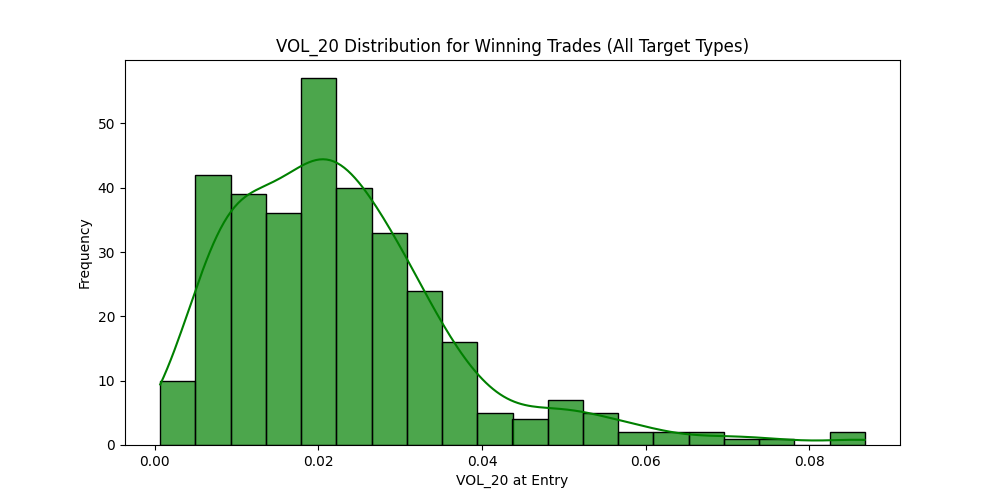 VOL_20 Distribution for Winning Trades (All Target Types)
Frequency
50
40
30
20
10
0
0.00 0.02 0.04 0.06 0.08
VOL_20 at Entry